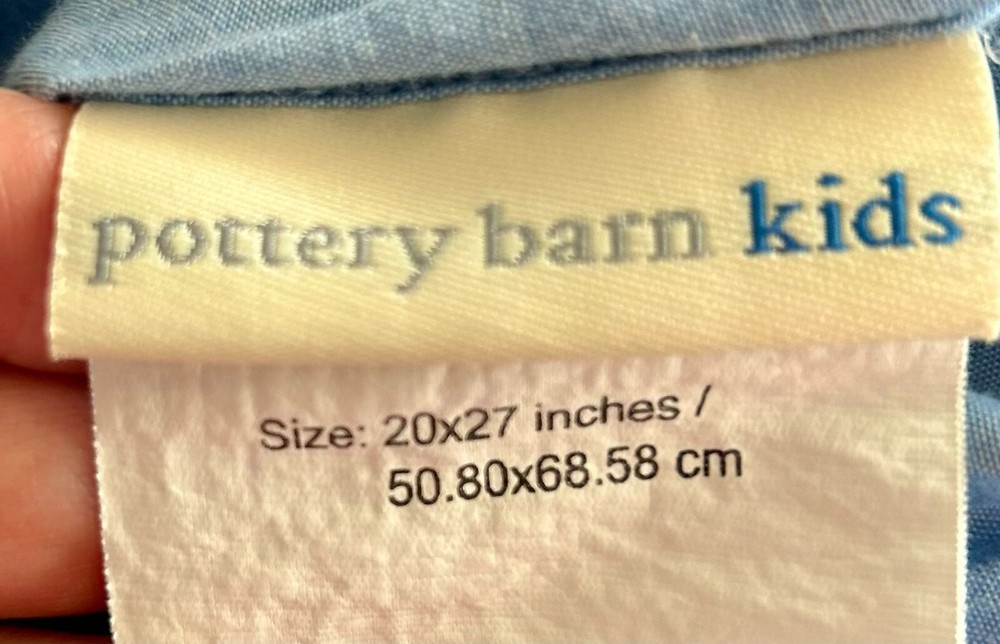 pottery barn kids
Size: 20x27 inches /
50.80x68.58 cm